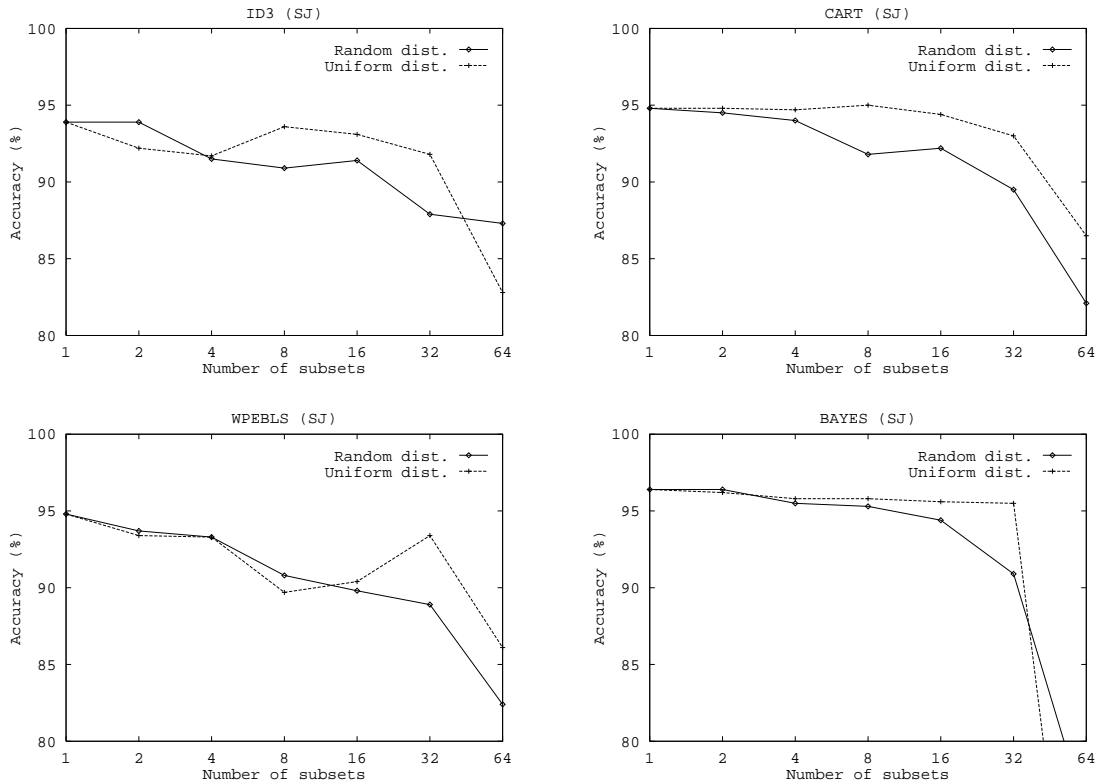 ID3 (SJ)
100
95
90
85
80
Accuracy (%)
Random dist.
Uniform dist.
1 2 4 8 16 32 64
Number of subsets
CART (SJ)
100
95
90
85
80
Accuracy (%)
Random dist.
Uniform dist.
1 2 4 8 16 32 64
Number of subsets
WPEBLS (SJ)
100
95
90
85
80
Accuracy (%)
Random dist.
Uniform dist.
1 2 4 8 16 32 64
Number of subsets
BAYES (SJ)
100
95
90
85
80
Accuracy (%)
Random dist.
Uniform dist.
1 2 4 8 16 32 64
Number of subsets